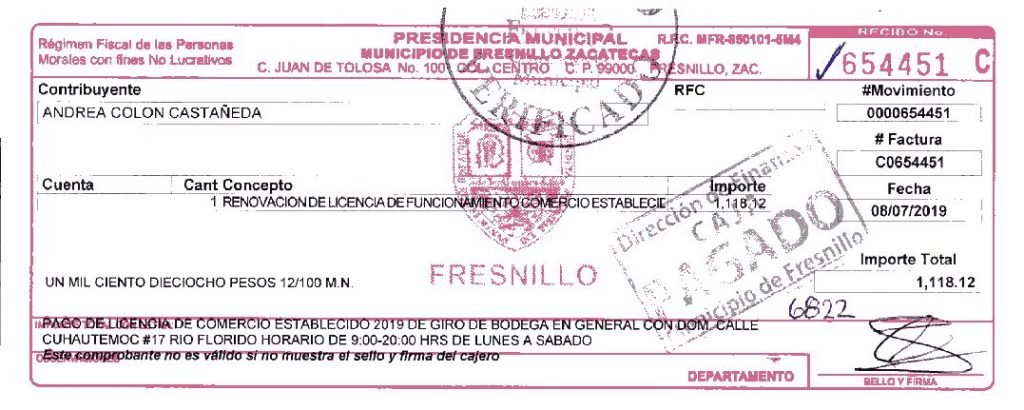 PRESIDENCIA MUNICIPAL
R.F.C. MFR-850101-5M4
RECIBO No.
Régimen Fiscal de las Personas
MUNICIPIO DE FRESNILLO ZACATECAS
Morales con fines No Lucrativos
C. JUAN DE TOLOSA No. 100 COL. CENTRO C. P. 99000 FRESNILLO, ZAC.
654451 C
Municipio
VERIFICADO
Contribuyente
RFC
#Movimiento
ANDREA COLON CASTAÑEDA
0000654451
# Factura
C0654451
Cuenta Cant Concepto Importe
Fecha
1 RENOVACION DE LICENCIA DE FUNCIONAMIENTO COMERCIO ESTABLECIE 1,118.12
08/07/2019
Dirección de Finanzas
CAJA
PAGADO
Municipio de Fresnillo
FRESNILLO
Importe Total
UN MIL CIENTO DIECIOCHO PESOS 12/100 M.N.
1,118.12
6822
PAGO DE LICENCIA DE COMERCIO ESTABLECIDO 2019 DE GIRO DE BODEGA EN GENERAL CON DOM. CALLE
CUHAUTEMOC #17 RIO FLORIDO HORARIO DE 9:00-20:00 HRS DE LUNES A SABADO
Este comprobante no es válido si no muestra el sello y firma del cajero
DEPARTAMENTO
SELLO Y FIRMA